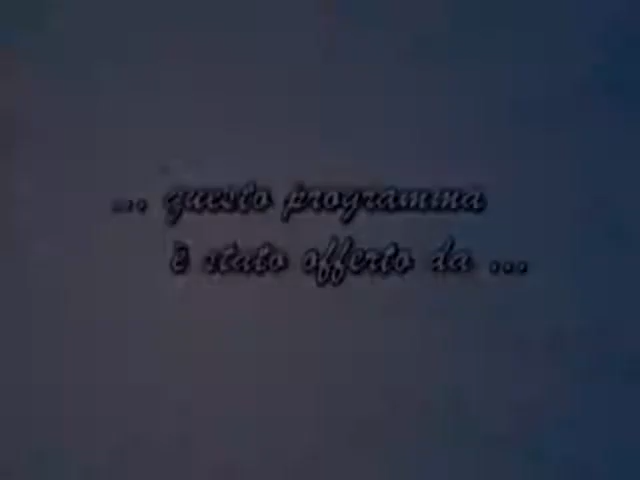 ... questo programma
è stato offerto da ...